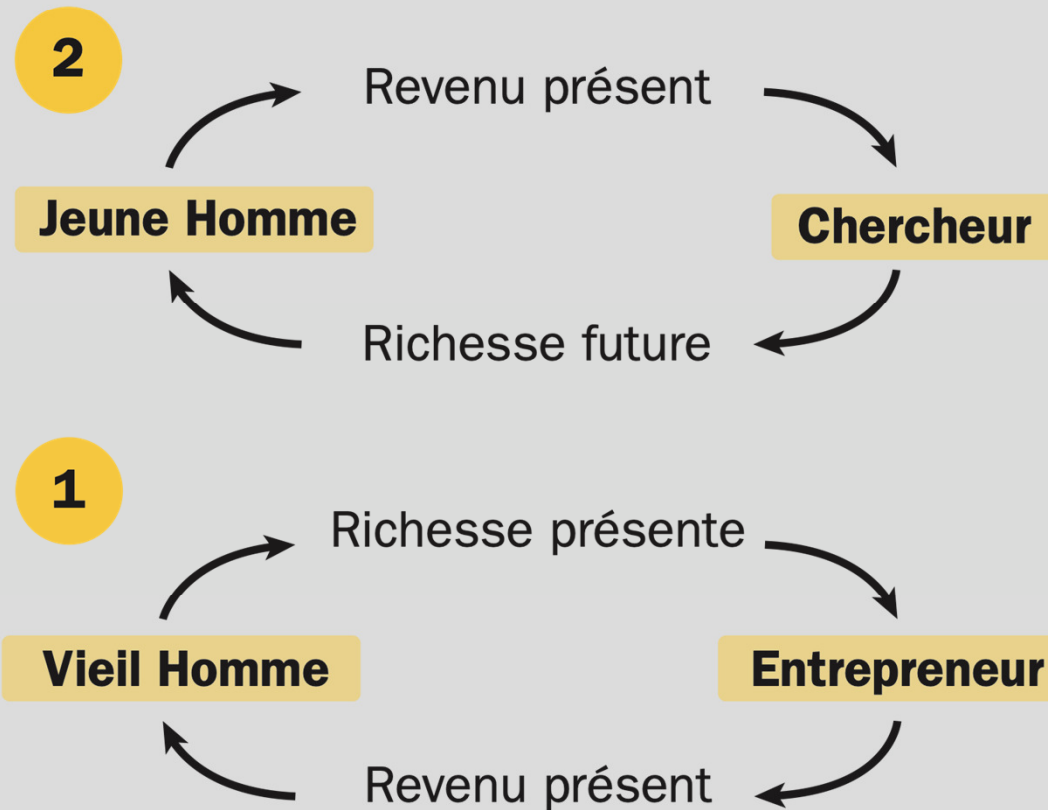 2
Revenu présent
Jeune Homme
Chercheur
Richesse future
1
Richesse présente
Vieil Homme
Entrepreneur
Revenu présent